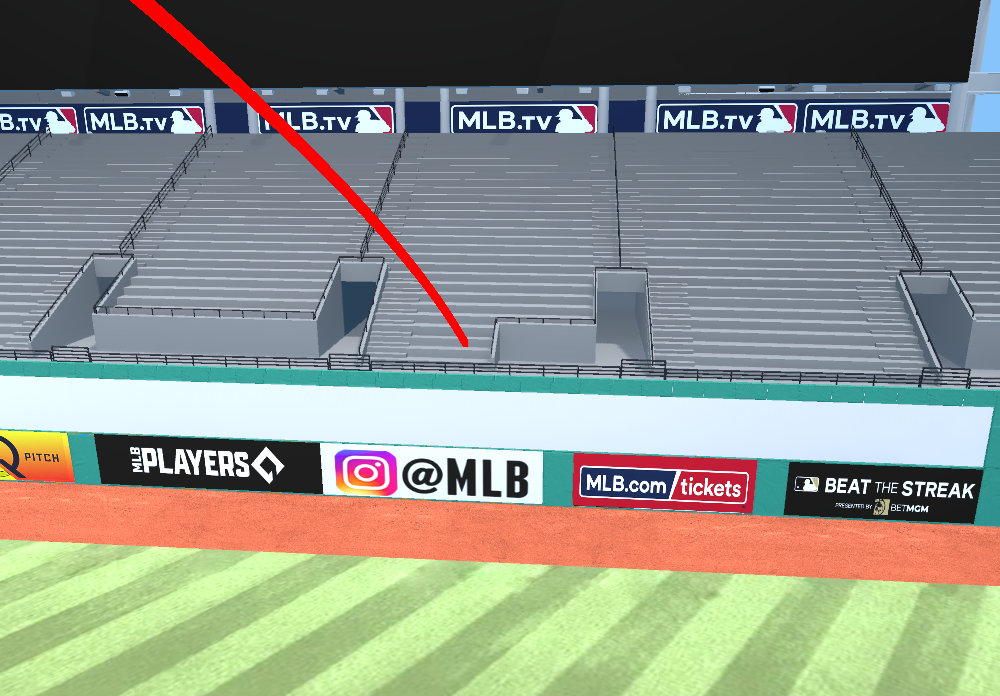 B.TV
MLB.TV
MLB.TV
MLB.TV
MLB.TV
MLB.TV
PITCH
MLB PLAYERS
@MLB
MLB.com/tickets
BEAT THE STREAK
PRESENTED BY BETMGM